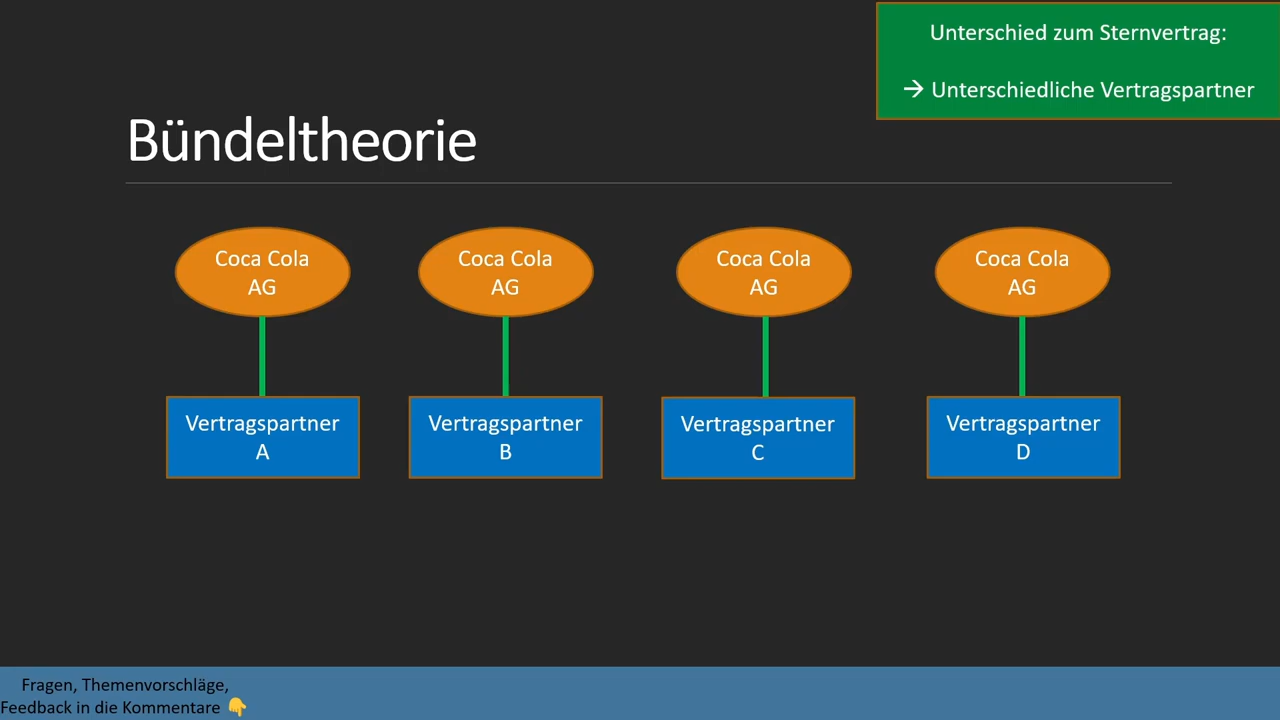 Unterschied zum Sternvertrag:
→ Unterschiedliche Vertragspartner
Bündeltheorie
Coca Cola
AG
Coca Cola
AG
Coca Cola
AG
Coca Cola
AG
Vertragspartner
A
Vertragspartner
B
Vertragspartner
C
Vertragspartner
D
Fragen, Themenvorschläge,
Feedback in die Kommentare 👇